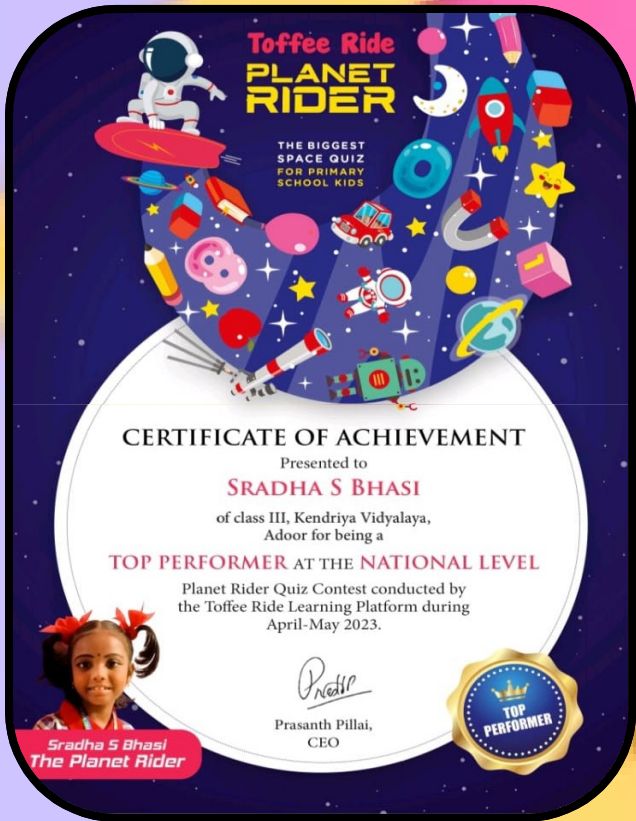 Toffee Ride
PLANET
RIDER
THE BIGGEST
SPACE QUIZ
FOR PRIMARY
SCHOOL KIDS
CERTIFICATE OF ACHIEVEMENT
Presented to
SRADHA S BHASI
of class III, Kendriya Vidyalaya,
Adoor for being a
TOP PERFORMER AT THE NATIONAL LEVEL
Planet Rider Quiz Contest conducted by
the Toffee Ride Learning Platform during
April-May 2023.
Prasanth Pillai,
CEO
TOP
PERFORMER
Sradha S Bhasi
The Planet Rider